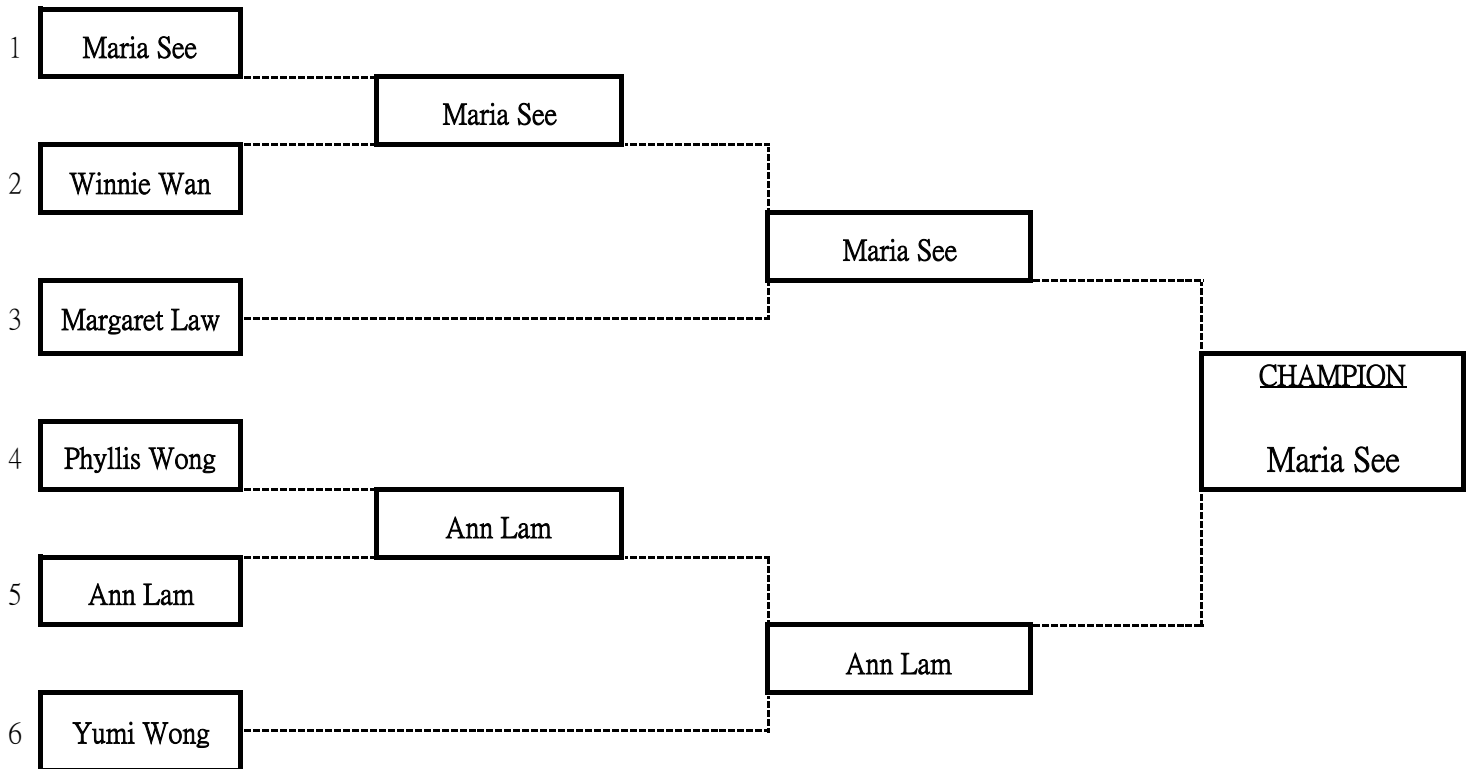 1 Maria See
Maria See
2 Winnie Wan
Maria See
3 Margaret Law
CHAMPION
Maria See
4 Phyllis Wong
Ann Lam
5 Ann Lam
Ann Lam
6 Yumi Wong